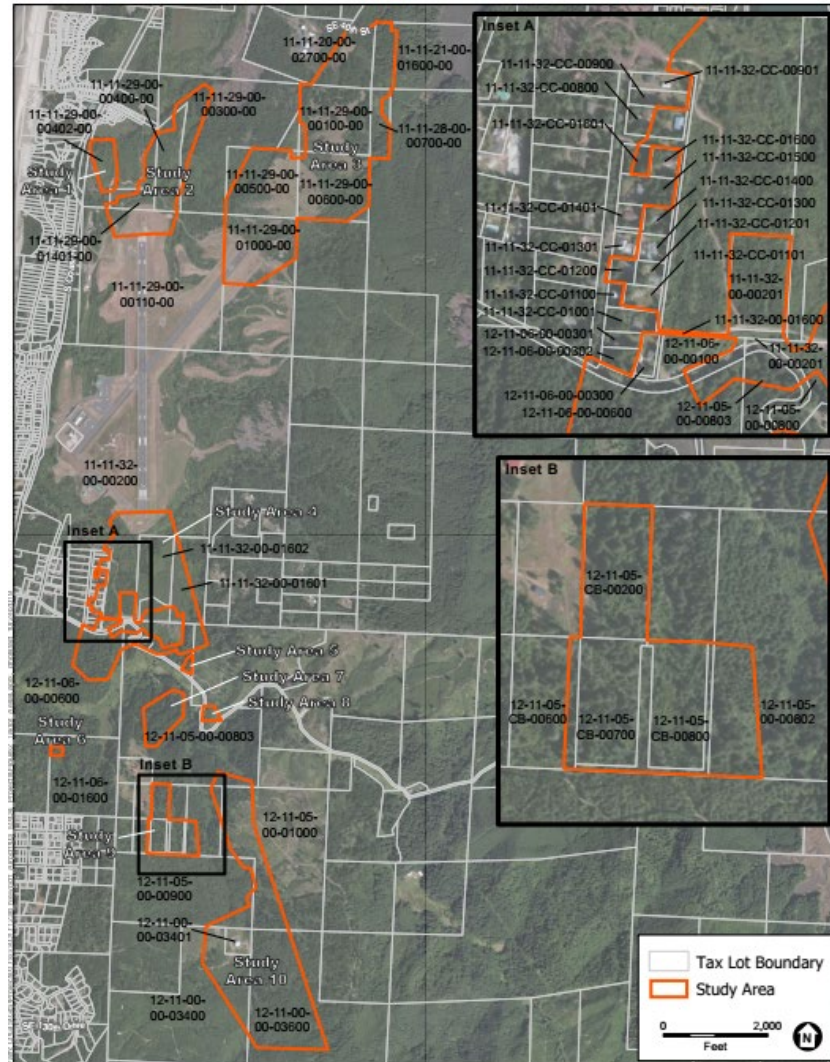 11-11-20-00-
02700-00
11-11-21-00-
01600-00
11-11-29-00-
00400-00
11-11-29-00-
00300-00
11-11-29-00-
00402-00
11-11-29-00-
00100-00
11-11-28-00-
00700-00
Study
Area 1
Study
Area 2
Study
Area 3
11-11-29-00-
00500-00
11-11-29-00-
00600-00
11-11-29-00-
01401-00
11-11-29-00-
01000-00
11-11-29-00-
00110-00
11-11-32-
00-00200
Inset A
Study Area 4
11-11-32-00-01602
11-11-32-00-01601
Study Area 5
Study Area 7
Study Area 8
12-11-06-
00-00600
Study
Area 6
12-11-05-00-00803
12-11-06-
00-01600
Inset B
12-11-05-
00-01000
Study
Area 9
12-11-05-
00-00900
12-11-00-
00-03401
Study
Area 10
12-11-00-
00-03400
12-11-00-
00-03600
Inset A
11-11-32-CC-00900
11-11-32-CC-00901
11-11-32-CC-00800
11-11-32-CC-01601
11-11-32-CC-01600
11-11-32-CC-01500
11-11-32-CC-01400
11-11-32-CC-01401
11-11-32-CC-01300
11-11-32-CC-01201
11-11-32-CC-01301
11-11-32-CC-01101
11-11-32-CC-01200
11-11-32-
00-00201
11-11-32-CC-01100
11-11-32-CC-01001
11-11-32-00-01600
12-11-06-00-00301
12-11-06-
00-00100
12-11-06-00-00302
11-11-32-
00-00201
12-11-06-00-00300
12-11-06-00-00600
12-11-05-
00-00803
12-11-05-
00-00800
Inset B
12-11-05-
CB-00200
12-11-05-
CB-00600
12-11-05-
CB-00700
12-11-05-
CB-00800
12-11-05-
00-00802
Tax Lot Boundary
Study Area
0 2,000
Feet
N